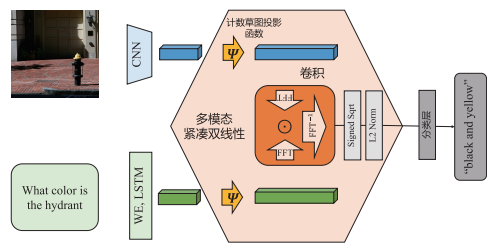 CNN
Ψ
计数草图投影
函数
卷积
FFT
FFT⁻¹
FFT
多模态
紧凑双线性
Signed Sqrt
L2 Norm
分类层
“black and yellow”
What color is
the hydrant
WE, LSTM
Ψ